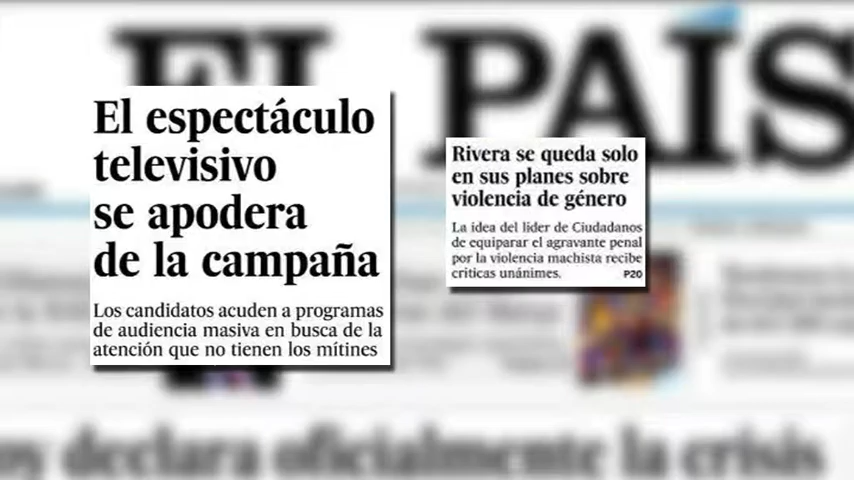 EL PAÍS
El espectáculo
televisivo
se apodera
de la campaña
Los candidatos acuden a programas
de audiencia masiva en busca de la
atención que no tienen los mítines
Rivera se queda solo
en sus planes sobre
violencia de género
La idea del líder de Ciudadanos
de equiparar el agravante penal
por la violencia machista recibe
críticas unánimes. P20
oy declara oficialmente la crisis